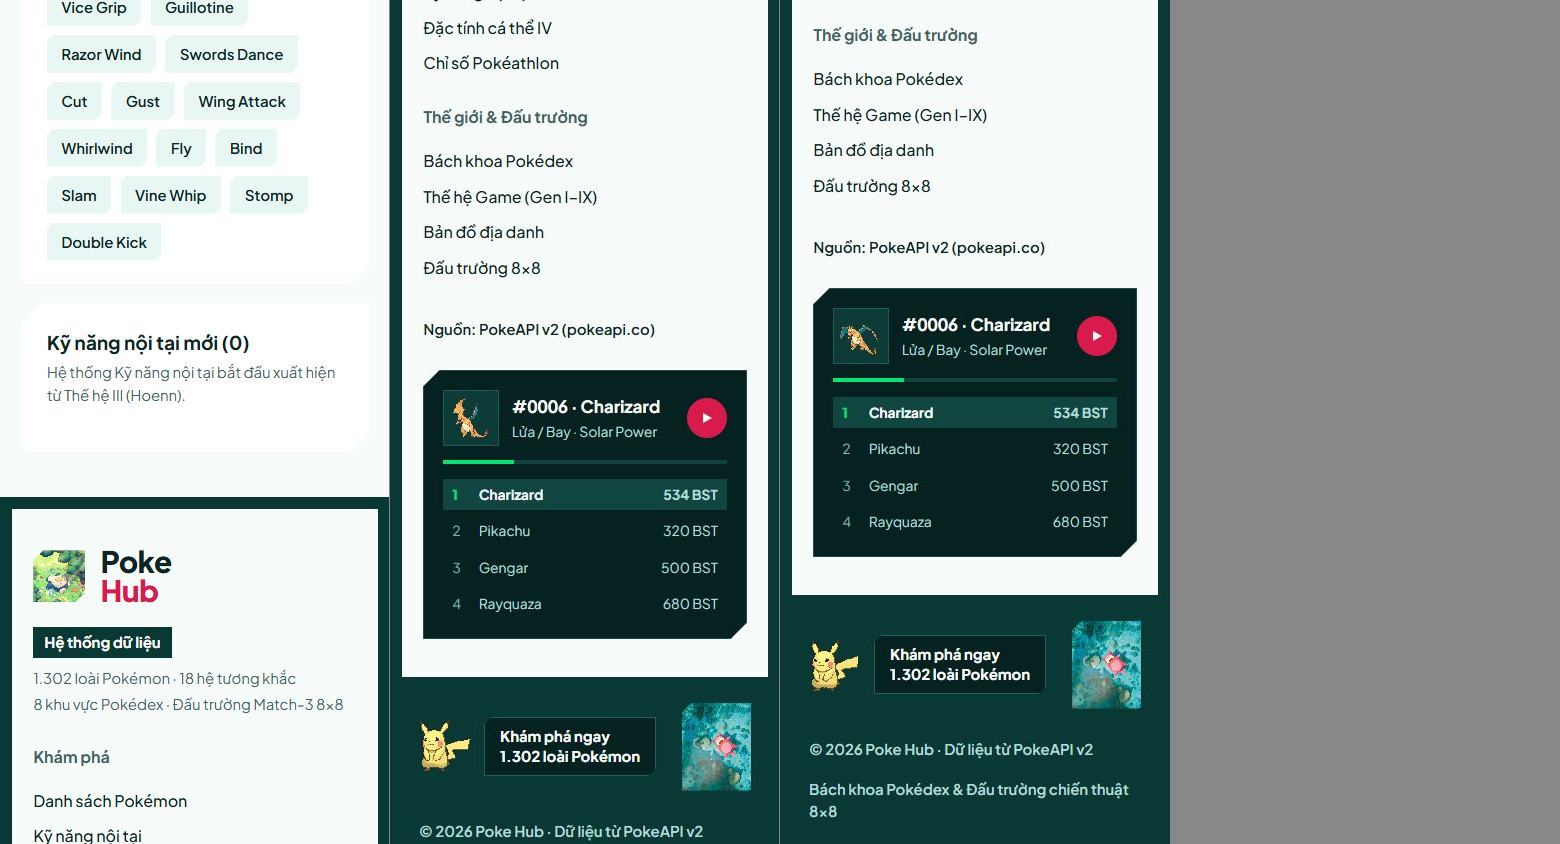 Vice Grip
Guillotine
Razor Wind
Swords Dance
Cut
Gust
Wing Attack
Whirlwind
Fly
Bind
Slam
Vine Whip
Stomp
Double Kick
Kỹ năng nội tại mới (0)
Hệ thống Kỹ năng nội tại bắt đầu xuất hiện
từ Thế hệ III (Hoenn).
Poke
Hub
Hệ thống dữ liệu
1.302 loài Pokémon · 18 hệ tương khắc
8 khu vực Pokédex · Đấu trường Match-3 8×8
Khám phá
Danh sách Pokémon
Kỹ năng nội tại
Đặc tính cá thể IV
Chỉ số Pokéathlon
Thế giới & Đấu trường
Bách khoa Pokédex
Thế hệ Game (Gen I–IX)
Bản đồ địa danh
Đấu trường 8×8
Nguồn: PokeAPI v2 (pokeapi.co)
#0006 · Charizard
Lửa / Bay · Solar Power
1 Charizard 534 BST
2 Pikachu 320 BST
3 Gengar 500 BST
4 Rayquaza 680 BST
Khám phá ngay
1.302 loài Pokémon
© 2026 Poke Hub · Dữ liệu từ PokeAPI v2
Thế giới & Đấu trường
Bách khoa Pokédex
Thế hệ Game (Gen I–IX)
Bản đồ địa danh
Đấu trường 8×8
Nguồn: PokeAPI v2 (pokeapi.co)
#0006 · Charizard
Lửa / Bay · Solar Power
1 Charizard 534 BST
2 Pikachu 320 BST
3 Gengar 500 BST
4 Rayquaza 680 BST
Khám phá ngay
1.302 loài Pokémon
© 2026 Poke Hub · Dữ liệu từ PokeAPI v2
Bách khoa Pokédex & Đấu trường chiến thuật
8×8